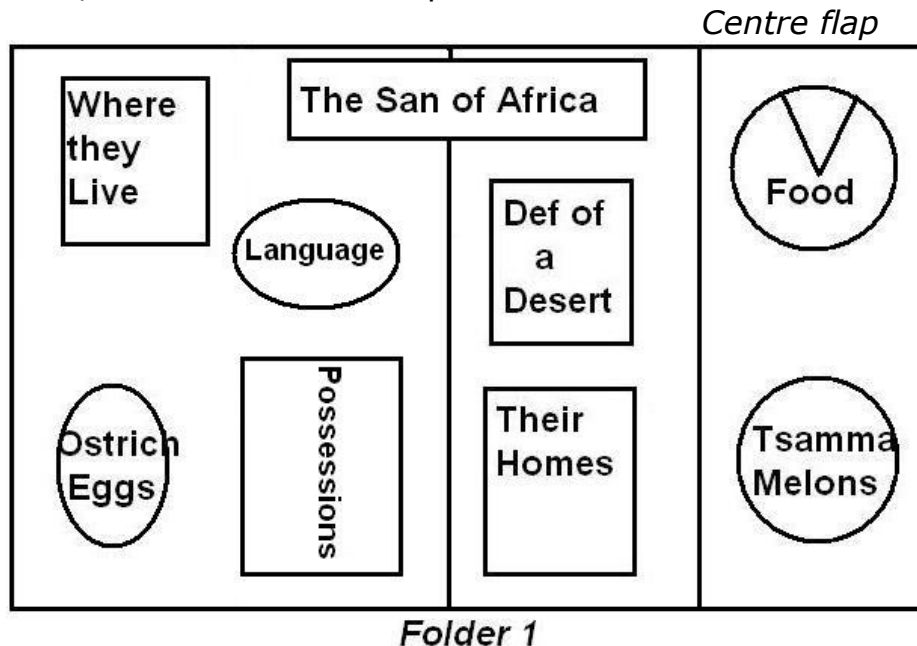 Centre flap
The San of Africa
Where
they
Live
Language
Def of
a
Desert
Food
Ostrich
Eggs
Possessions
Their
Homes
Tsamma
Melons
Folder 1